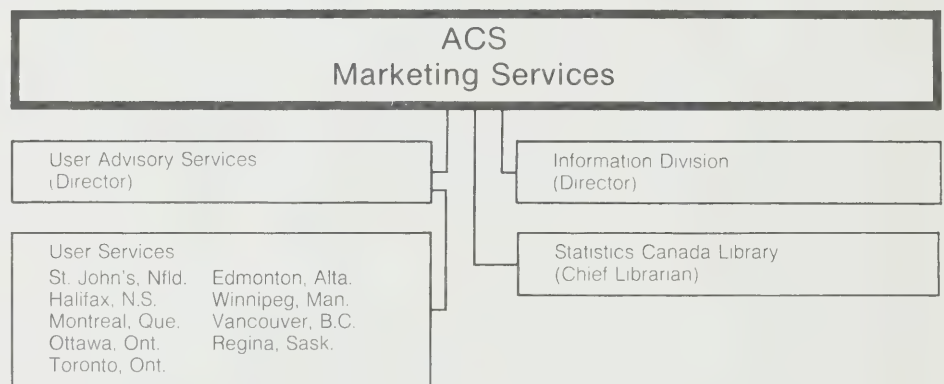 ACS
Marketing Services
User Advisory Services
(Director)
Information Division
(Director)
User Services
St. John's, Nfld. Edmonton, Alta.
Halifax, N.S. Winnipeg, Man.
Montreal, Que. Vancouver, B.C.
Ottawa, Ont. Regina, Sask.
Toronto, Ont.
Statistics Canada Library
(Chief Librarian)